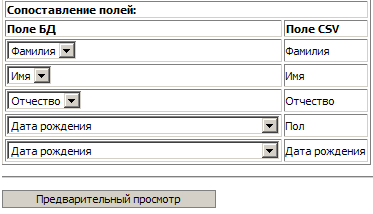 Сопоставление полей:
Поле БД Поле CSV
Фамилия Фамилия
Имя Имя
Отчество Отчество
Дата рождения Пол
Дата рождения Дата рождения
Предварительный просмотр